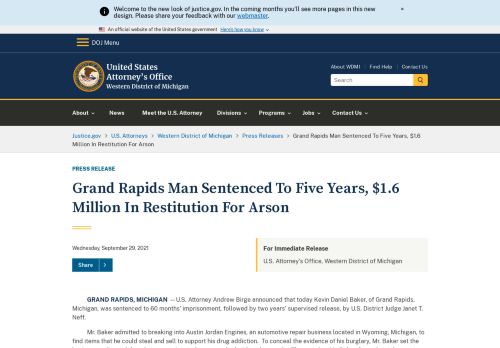 Welcome to the new look of justice.gov. In the coming months you'll see more pages in this new
design. Please share your feedback with our webmaster.
×
An official website of the United States government Here's how you know
DOJ Menu
United States
Attorney's Office
Western District of Michigan
About WDMI Find Help Contact Us
Search
About News Meet the U.S. Attorney Divisions Programs Jobs Contact Us
Justice.gov > U.S. Attorneys > Western District of Michigan > Press Releases > Grand Rapids Man Sentenced To Five Years, $1.6
Million In Restitution For Arson
PRESS RELEASE
Grand Rapids Man Sentenced To Five Years, $1.6
Million In Restitution For Arson
Wednesday, September 29, 2021
Share >
For Immediate Release
U.S. Attorney's Office, Western District of Michigan
GRAND RAPIDS, MICHIGAN — U.S. Attorney Andrew Birge announced that today Kevin Daniel Baker, of Grand Rapids,
Michigan, was sentenced to 60 months' imprisonment, followed by two years' supervised release, by U.S. District Judge Janet T.
Neff.
Mr. Baker admitted to breaking into Austin Jordan Engines, an automotive repair business located in Wyoming, Michigan, to
find items that he could steal and sell to support his drug addiction. To conceal the evidence of his burglary, Mr. Baker set the